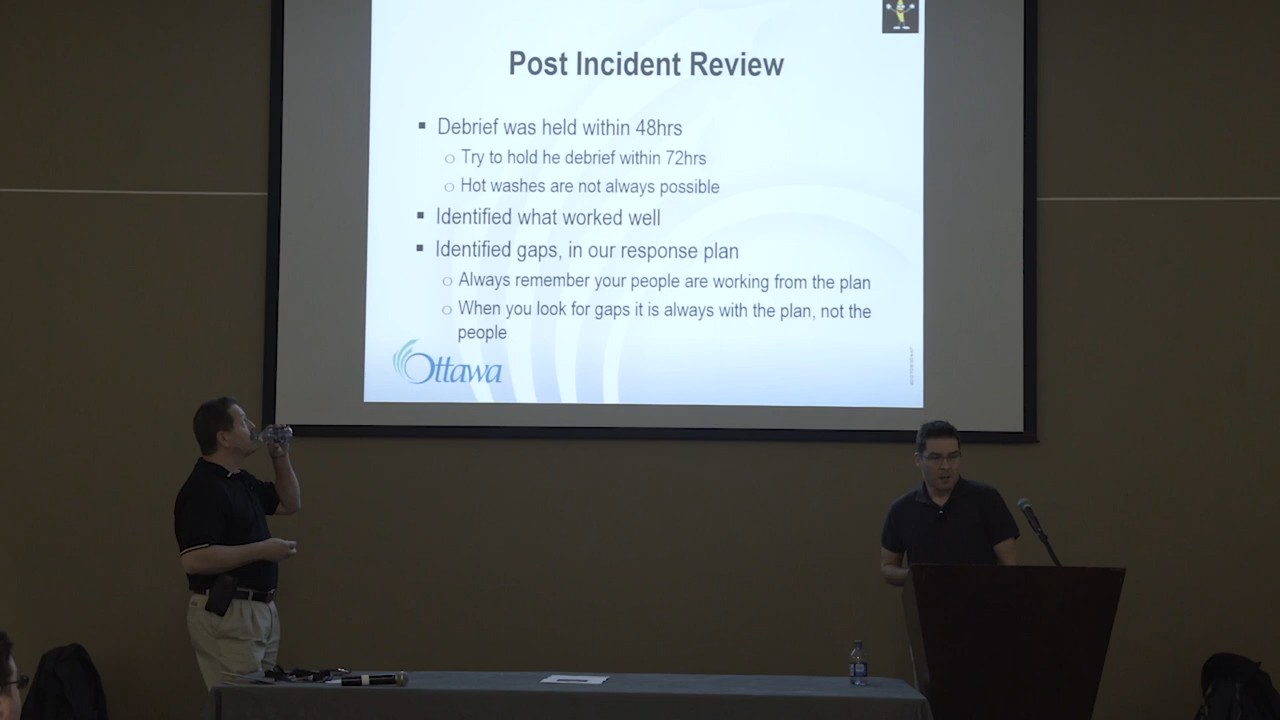 Post Incident Review
▪ Debrief was held within 48hrs
o Try to hold he debrief within 72hrs
o Hot washes are not always possible
▪ Identified what worked well
▪ Identified gaps, in our response plan
o Always remember your people are working from the plan
o When you look for gaps it is always with the plan, not the
people
Ottawa